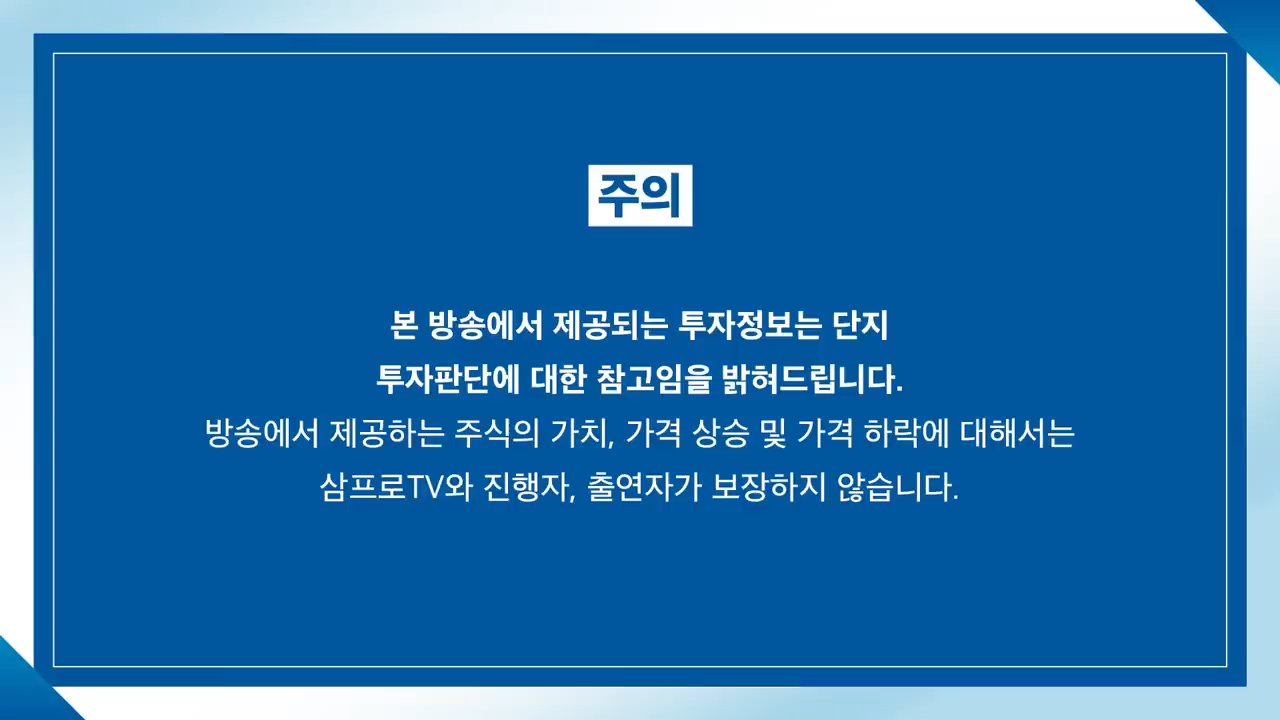 주의
본 방송에서 제공되는 투자정보는 단지
투자판단에 대한 참고임을 밝혀드립니다.
방송에서 제공하는 주식의 가치, 가격 상승 및 가격 하락에 대해서는
삼프로TV와 진행자, 출연자가 보장하지 않습니다.